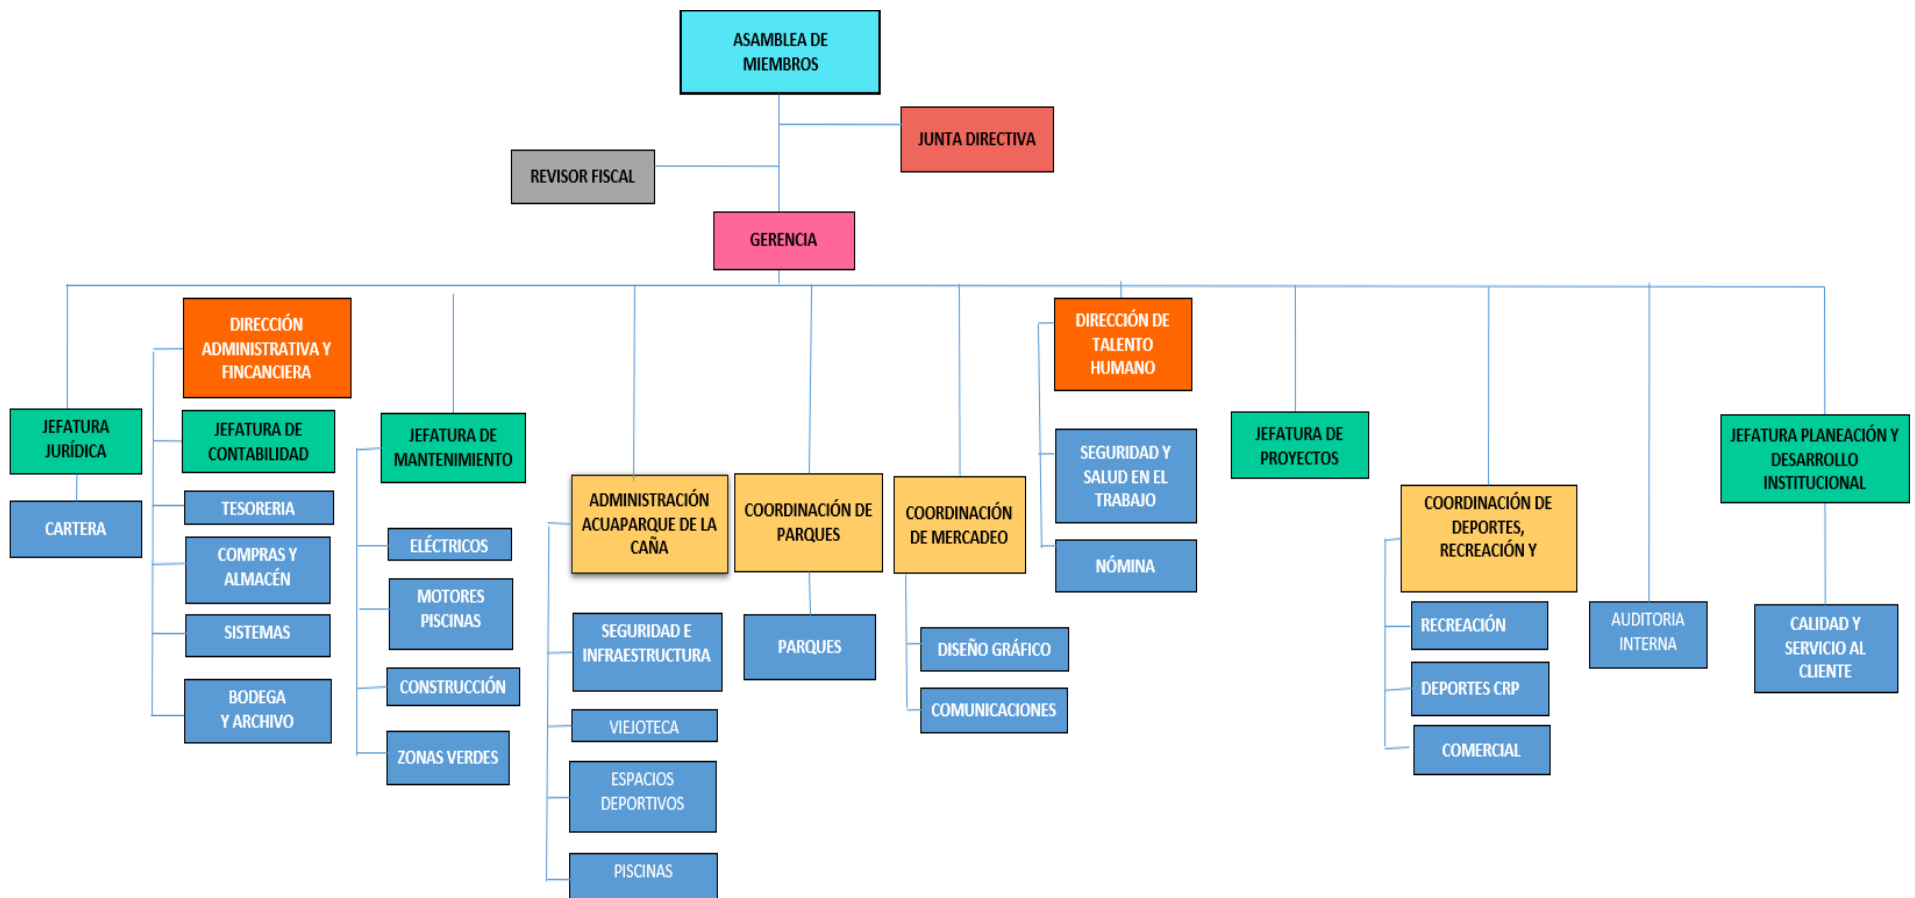 ASAMBLEA DE
MIEMBROS
JUNTA DIRECTIVA
REVISOR FISCAL
GERENCIA
JEFATURA
JURÍDICA
CARTERA
DIRECCIÓN
ADMINISTRATIVA Y
FINCANCIERA
JEFATURA DE
CONTABILIDAD
TESORERIA
COMPRAS Y
ALMACÉN
SISTEMAS
BODEGA
Y ARCHIVO
JEFATURA DE
MANTENIMIENTO
ELÉCTRICOS
MOTORES
PISCINAS
CONSTRUCCIÓN
ZONAS VERDES
ADMINISTRACIÓN
ACUAPARQUE DE LA
CAÑA
SEGURIDAD E
INFRAESTRUCTURA
VIEJOTECA
ESPACIOS
DEPORTIVOS
PISCINAS
COORDINACIÓN DE
PARQUES
PARQUES
COORDINACIÓN
DE MERCADEO
DISEÑO GRÁFICO
COMUNICACIONES
DIRECCIÓN DE
TALENTO
HUMANO
SEGURIDAD Y
SALUD EN EL
TRABAJO
NÓMINA
JEFATURA DE
PROYECTOS
COORDINACIÓN DE
DEPORTES,
RECREACIÓN Y
RECREACIÓN
DEPORTES CRP
COMERCIAL
AUDITORIA
INTERNA
JEFATURA PLANEACIÓN Y
DESARROLLO
INSTITUCIONAL
CALIDAD Y
SERVICIO AL
CLIENTE